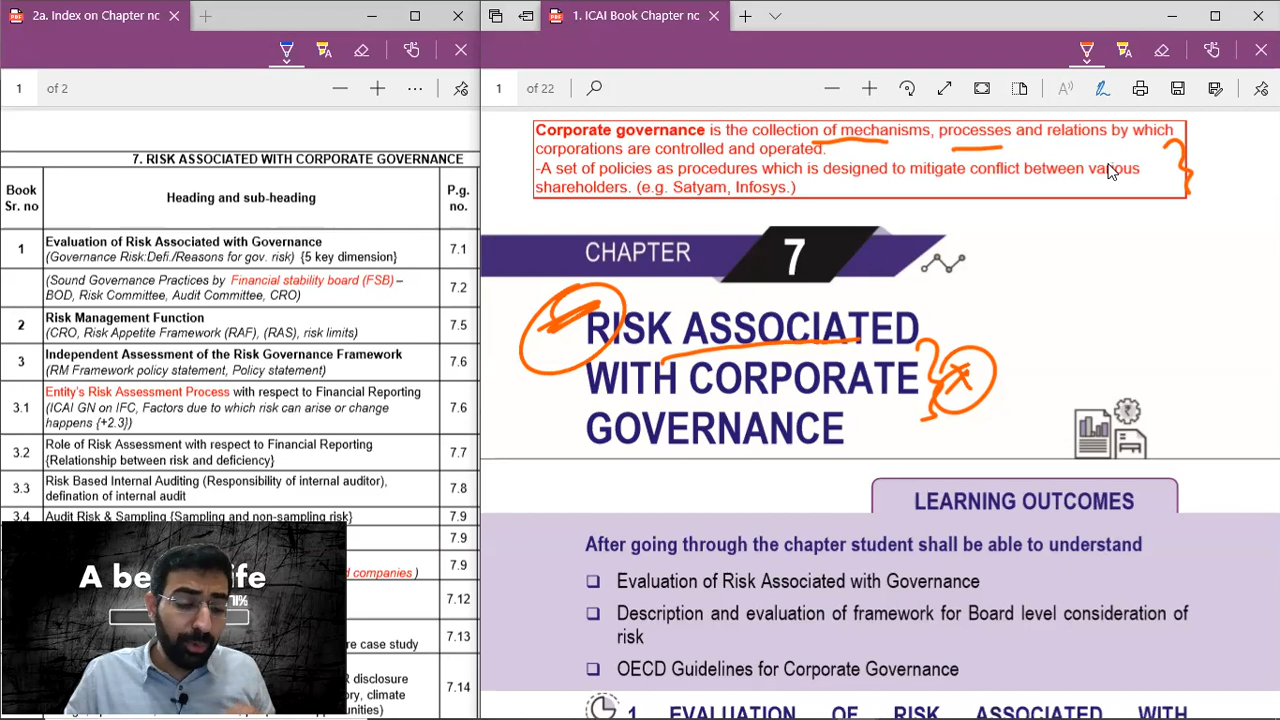 2a. Index on Chapter no
1. ICAI Book Chapter no
1 of 2
1 of 22
7. RISK ASSOCIATED WITH CORPORATE GOVERNANCE
Book Sr. no
Heading and sub-heading
P.g. no.
1 Evaluation of Risk Associated with Governance 7.1
(Governance Risk:Defi./Reasons for gov. risk) {5 key dimension}
(Sound Governance Practices by Financial stability board (FSB) – 7.2
BOD, Risk Committee, Audit Committee, CRO)
2 Risk Management Function 7.5
(CRO, Risk Appetite Framework (RAF), (RAS), risk limits)
3 Independent Assessment of the Risk Governance Framework 7.6
(RM Framework policy statement, Policy statement)
3.1 Entity's Risk Assessment Process with respect to Financial Reporting 7.6
(ICAI GN on IFC, Factors due to which risk can arise or change
happens {+2.3})
3.2 Role of Risk Assessment with respect to Financial Reporting 7.7
{Relationship between risk and deficiency}
3.3 Risk Based Internal Auditing (Responsibility of internal auditor), 7.8
defination of internal audit
3.4 Audit Risk & Sampling {Sampling and non-sampling risk} 7.9
7.9
companies) 7.9
7.12
re case study 7.13
R disclosure
climate 7.14
A be fe
Corporate governance is the collection of mechanisms, processes and relations by which
corporations are controlled and operated.
-A set of policies as procedures which is designed to mitigate conflict between various
shareholders. (e.g. Satyam, Infosys.)
CHAPTER 7
RISK ASSOCIATED
WITH CORPORATE
GOVERNANCE
LEARNING OUTCOMES
After going through the chapter student shall be able to understand
❑ Evaluation of Risk Associated with Governance
❑ Description and evaluation of framework for Board level consideration of
risk
❑ OECD Guidelines for Corporate Governance
1. EVALUATION OF RISK ASSOCIATED WITH